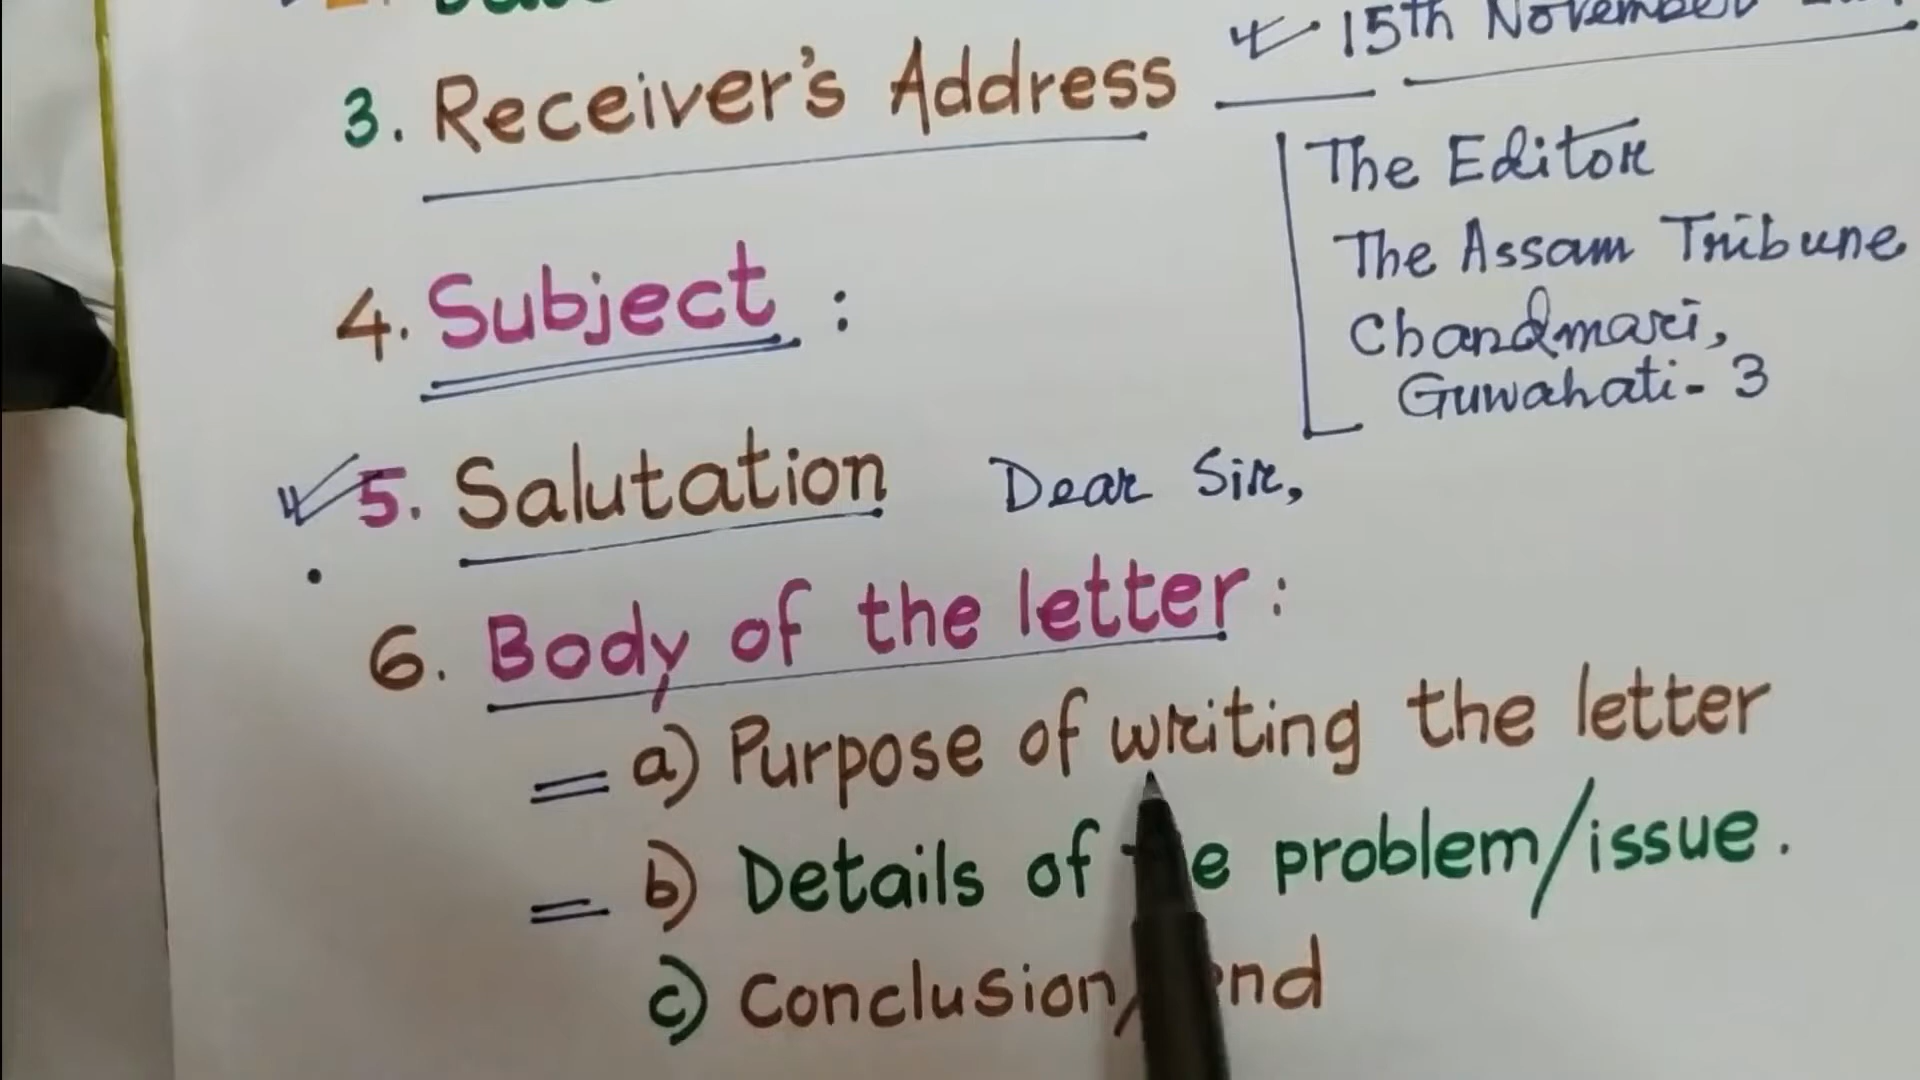 15th November
3. Receiver's Address
The Editor
The Assam Tribune
Chandmari,
Guwahati - 3
4. Subject :
5. Salutation Dear Sir,
6. Body of the letter :
a) Purpose of writing the letter
b) Details of problem/issue.
c) Conclusion/